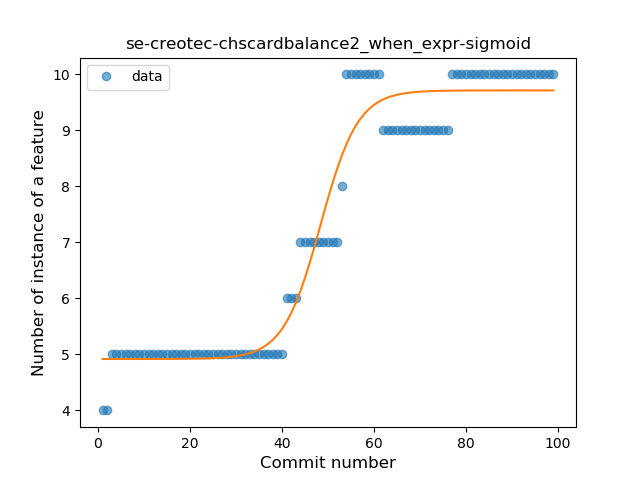 se-creotec-chscardbalance2_when_expr-sigmoid
data
Number of instance of a feature
10
9
8
7
6
5
4
0 20 40 60 80 100
Commit number